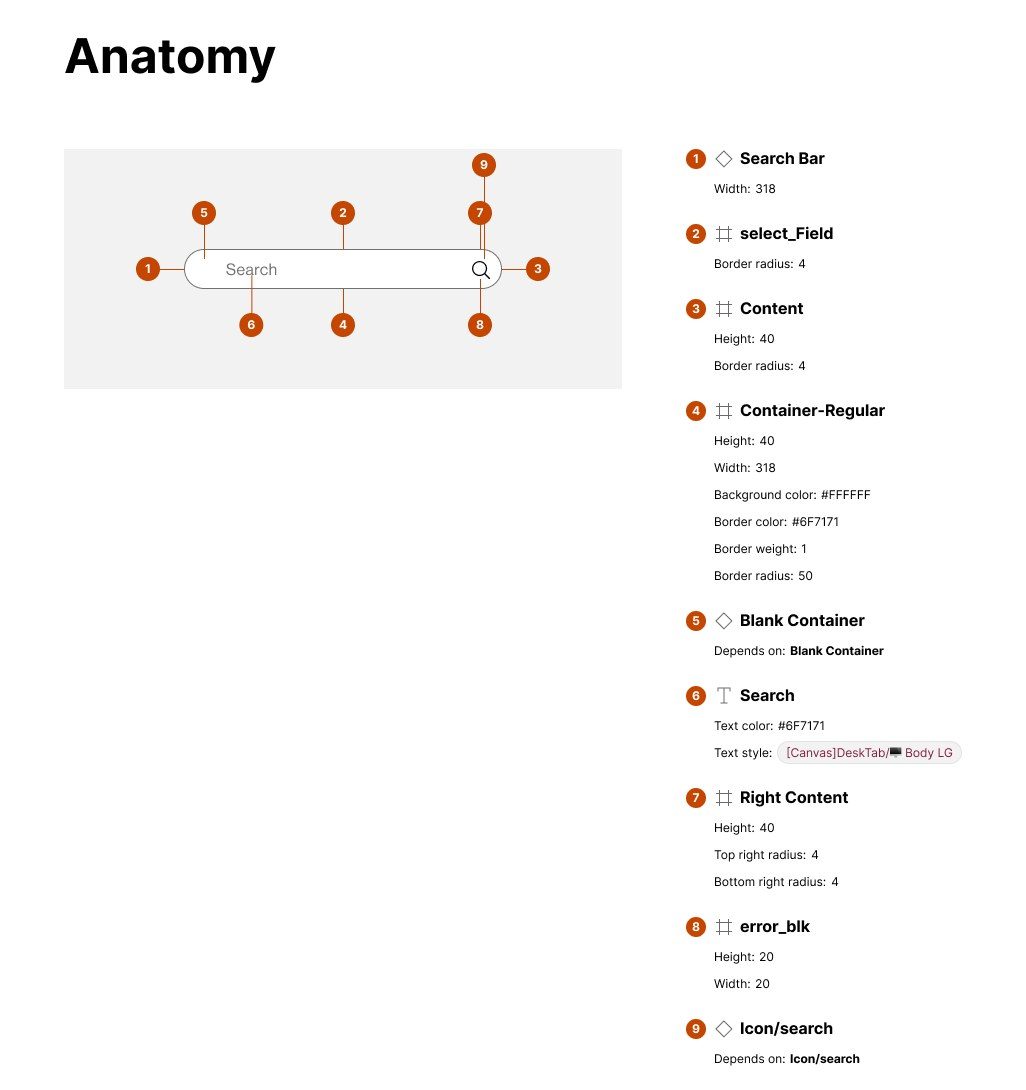 Anatomy
9
5
2
7
1
Search
3
6
4
8
1 Search Bar
Width: 318
2 select_Field
Border radius: 4
3 Content
Height: 40
Border radius: 4
4 Container-Regular
Height: 40
Width: 318
Background color: #FFFFFF
Border color: #6F7171
Border weight: 1
Border radius: 50
5 Blank Container
Depends on: Blank Container
6 Search
Text color: #6F7171
Text style: [Canvas]DeskTab/🖥️ Body LG
7 Right Content
Height: 40
Top right radius: 4
Bottom right radius: 4
8 error_blk
Height: 20
Width: 20
9 Icon/search
Depends on: Icon/search